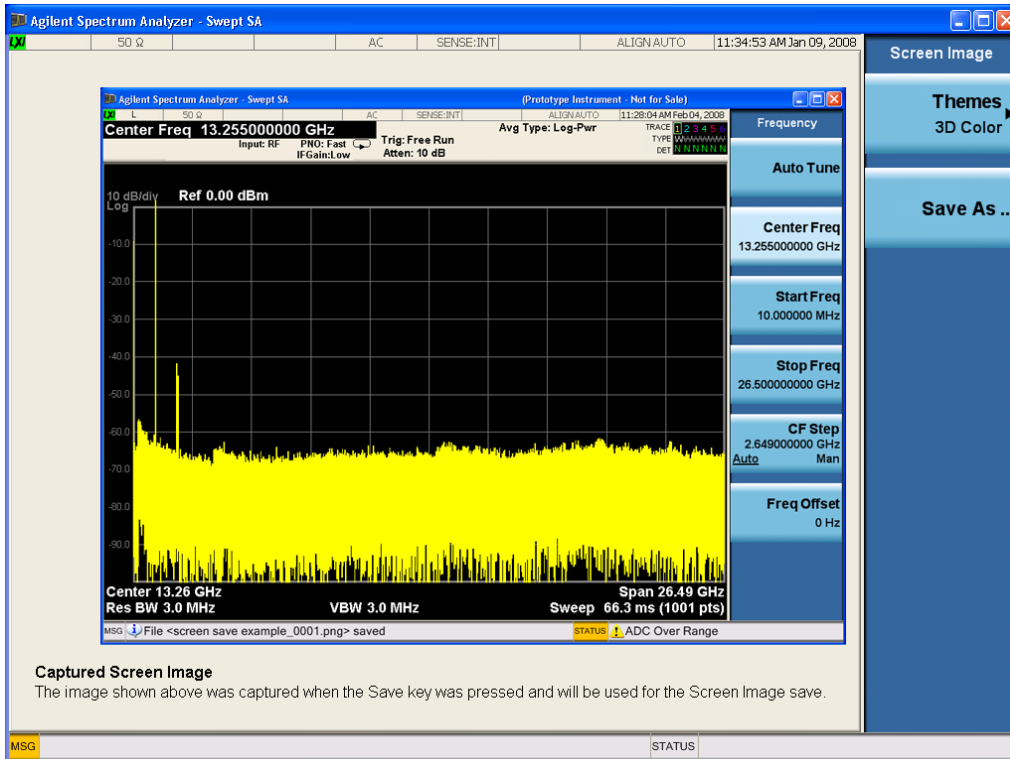 Agilent Spectrum Analyzer - Swept SA
LXI 50 Ω AC SENSE:INT ALIGN AUTO 11:34:53 AM Jan 09, 2008
Screen Image
Themes
3D Color
Save As ..
Agilent Spectrum Analyzer - Swept SA (Prototype Instrument - Not for Sale)
LXI L 50 Ω AC SENSE:INT ALIGN AUTO 11:28:04 AM Feb 04, 2008
Center Freq 13.255000000 GHz
Input: RF PNO: Fast
IFGain:Low
Trig: Free Run
Atten: 10 dB
Avg Type: Log-Pwr
TRACE 1 2 3 4 5 6
TYPE
DET N N N N N N
Frequency
Auto Tune
Center Freq
13.255000000 GHz
Start Freq
10.000000 MHz
Stop Freq
26.500000000 GHz
CF Step
2.649000000 GHz
Auto Man
Freq Offset
0 Hz
10 dB/div Ref 0.00 dBm
Log
-10.0
-20.0
-30.0
-40.0
-50.0
-60.0
-70.0
-80.0
-90.0
Center 13.26 GHz Span 26.49 GHz
Res BW 3.0 MHz VBW 3.0 MHz Sweep 66.3 ms (1001 pts)
MSG File <screen save example_0001.png> saved STATUS ADC Over Range
Captured Screen Image
The image shown above was captured when the Save key was pressed and will be used for the Screen Image save.
MSG STATUS